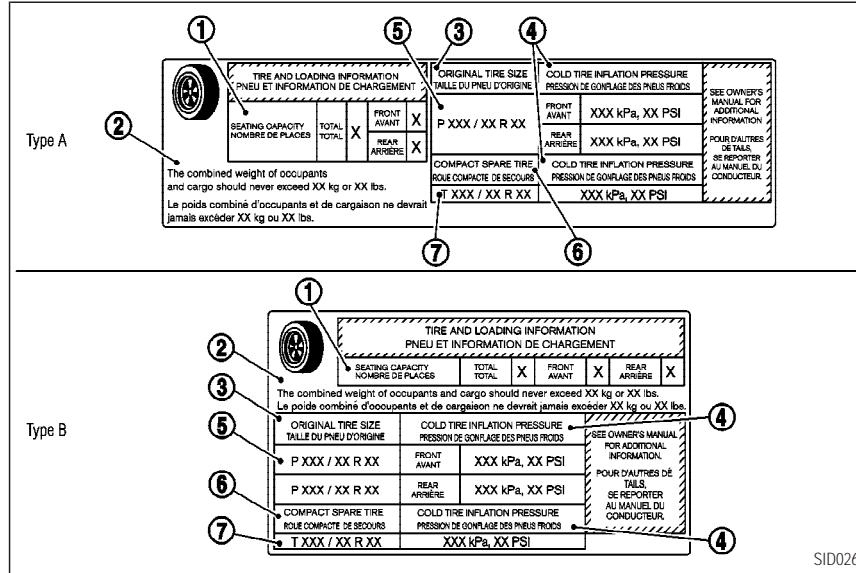 Type A
① ⑤ ③ ④
TIRE AND LOADING INFORMATION
PNEU ET INFORMATION DE CHARGEMENT
SEATING CAPACITY
NOMBRE DE PLACES
TOTAL
TOTAL
X
FRONT
AVANT
X
REAR
ARRIÈRE
X
②
The combined weight of occupants
and cargo should never exceed XX kg or XX lbs.
Le poids combiné d'occupants et de cargaison ne devrait
jamais excéder XX kg ou XX lbs.
ORIGINAL TIRE SIZE
TAILLE DU PNEU D'ORIGINE
COLD TIRE INFLATION PRESSURE
PRESSION DE GONFLAGE DES PNEUS FROIDS
P XXX / XX R XX
FRONT
AVANT
XXX kPa, XX PSI
REAR
ARRIÈRE
XXX kPa, XX PSI
COMPACT SPARE TIRE
ROUE COMPACTE DE SECOURS
COLD TIRE INFLATION PRESSURE
PRESSION DE GONFLAGE DES PNEUS FROIDS
T XXX / XX R XX
XXX kPa, XX PSI
SEE OWNER'S
MANUAL FOR
ADDITIONAL
INFORMATION
POUR D'AUTRES
DÉTAILS,
SE REPORTER
AU MANUEL DU
CONDUCTEUR.
⑦ ⑥
Type B
①
TIRE AND LOADING INFORMATION
PNEU ET INFORMATION DE CHARGEMENT
SEATING CAPACITY
NOMBRE DE PLACES
TOTAL
TOTAL
X
FRONT
AVANT
X
REAR
ARRIÈRE
X
②
The combined weight of occupants and cargo should never exceed XX kg or XX lbs.
Le poids combiné d'occupants et de cargaison ne devrait jamais excéder XX kg ou XX lbs.
③
ORIGINAL TIRE SIZE
TAILLE DU PNEU D'ORIGINE
COLD TIRE INFLATION PRESSURE
PRESSION DE GONFLAGE DES PNEUS FROIDS
④
⑤
P XXX / XX R XX
FRONT
AVANT
XXX kPa, XX PSI
P XXX / XX R XX
REAR
ARRIÈRE
XXX kPa, XX PSI
⑥
COMPACT SPARE TIRE
ROUE COMPACTE DE SECOURS
COLD TIRE INFLATION PRESSURE
PRESSION DE GONFLAGE DES PNEUS FROIDS
④
⑦
T XXX / XX R XX
XXX kPa, XX PSI
SEE OWNER'S MANUAL
FOR ADDITIONAL
INFORMATION.
POUR D'AUTRES DÉ
TAILS,
SE REPORTER
AU MANUEL DU
CONDUCTEUR.
SID026